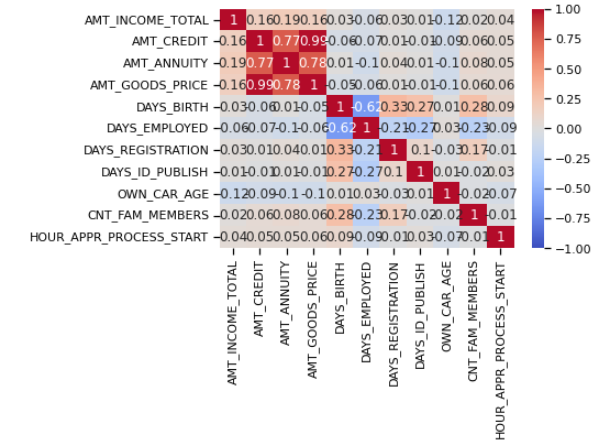 AMT_INCOME_TOTAL 1 0.16 0.19 0.16 0.03 -0.06 0.03 0.01 -0.12 0.02 0.04
AMT_CREDIT 0.16 1 0.77 0.99 -0.06 -0.07 0.01 -0.01 -0.09 0.06 0.05
AMT_ANNUITY 0.19 0.77 1 0.78 0.01 -0.1 0.04 0.01 -0.1 0.08 0.05
AMT_GOODS_PRICE 0.16 0.99 0.78 1 -0.05 -0.06 0.01 -0.01 -0.1 0.06 0.06
DAYS_BIRTH 0.03 -0.06 0.01 -0.05 1 -0.62 0.33 0.27 0.01 0.28 0.09
DAYS_EMPLOYED -0.06 -0.07 -0.1 -0.06 -0.62 1 -0.21 -0.27 0.03 -0.23 -0.09
DAYS_REGISTRATION 0.03 0.01 0.04 0.01 0.33 -0.21 1 0.1 -0.03 0.17 -0.01
DAYS_ID_PUBLISH 0.01 -0.01 0.01 -0.01 0.27 -0.27 0.1 1 0.01 -0.02 0.03
OWN_CAR_AGE -0.12 -0.09 -0.1 -0.1 0.01 0.03 -0.03 0.01 1 -0.02 -0.07
CNT_FAM_MEMBERS 0.02 0.06 0.08 0.06 0.28 -0.23 0.17 -0.02 -0.02 1 -0.01
HOUR_APPR_PROCESS_START 0.04 0.05 0.05 0.06 0.09 -0.09 -0.01 0.03 -0.07 -0.01 1
AMT_INCOME_TOTAL
AMT_CREDIT
AMT_ANNUITY
AMT_GOODS_PRICE
DAYS_BIRTH
DAYS_EMPLOYED
DAYS_REGISTRATION
DAYS_ID_PUBLISH
OWN_CAR_AGE
CNT_FAM_MEMBERS
HOUR_APPR_PROCESS_START
1.00
0.75
0.50
0.25
0.00
−0.25
−0.50
−0.75
−1.00